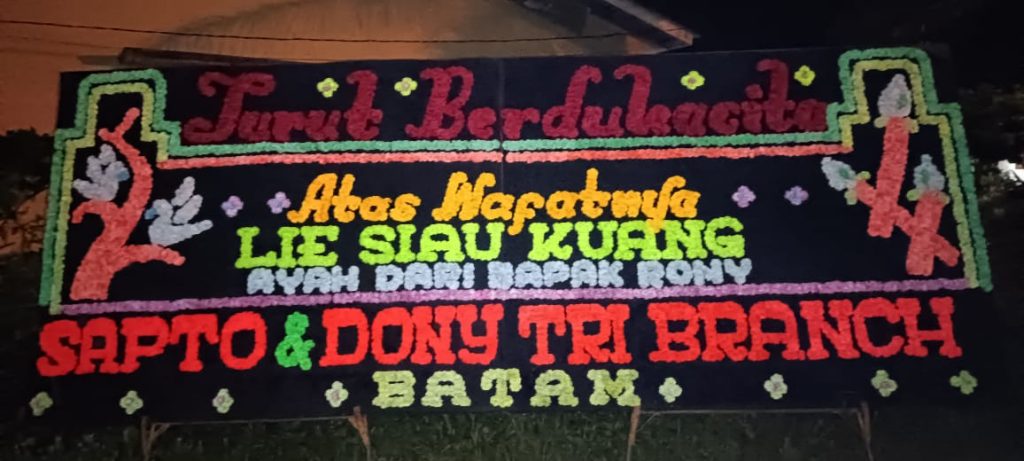 Turut Berdukacita
Atas Wafatnya
LIE SIAU KUANG
AYAH DARI BAPAK RONY
SAPTO & DONY TRI BRANCH
BATAM